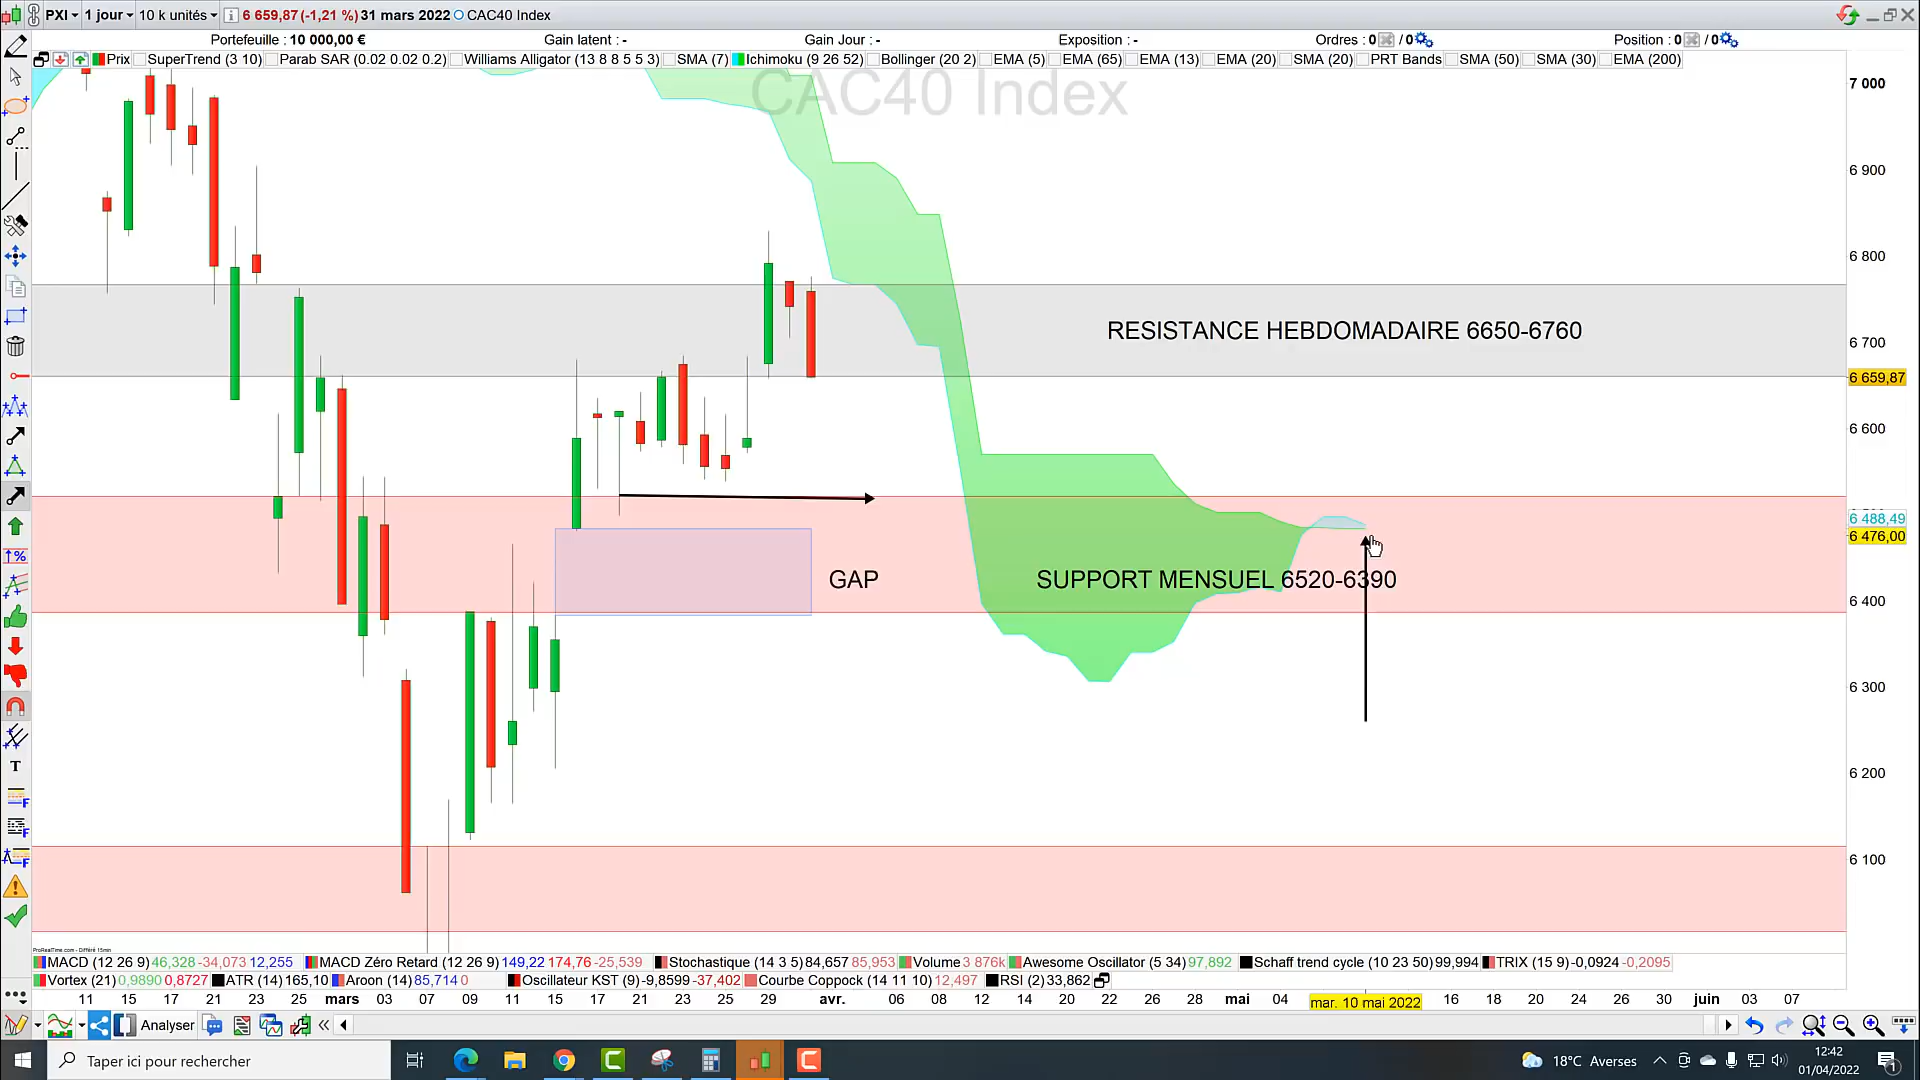 PXI 1 jour 10 k unités 6 659,87 (-1,21 %) 31 mars 2022 CAC40 Index
Portefeuille : 10 000,00 € Gain latent : - Gain Jour : - Exposition : - Ordres : 0 / 0 Position : 0 / 0
Prix SuperTrend (3 10) Parab SAR (0.02 0.02 0.2) Williams Alligator (13 8 8 5 5 3) SMA (7) Ichimoku (9 26 52) Bollinger (20 2) EMA (5) EMA (65) EMA (13) EMA (20) SMA (20) PRT Bands SMA (50) SMA (30) EMA (200)
CAC40 Index
7 000
6 900
6 800
RESISTANCE HEBDOMADAIRE 6650-6760
6 700
6 659,87
6 600
6 488,49
6 476,00
GAP
SUPPORT MENSUEL 6520-6390
6 400
6 300
6 200
6 100
ProRealTime.com - Différé 15min
MACD (12 26 9) 46,328 -34,073 12,255 MACD Zéro Retard (12 26 9) 149,22 174,76 -25,539 Stochastique (14 3 5) 84,657 85,953 Volume 3 876k Awesome Oscillator (5 34) 97,892 Schaff trend cycle (10 23 50) 99,994 TRIX (15 9) -0,0924 -0,2095
Vortex (21) 0,9890 0,8727 ATR (14) 165,10 Aroon (14) 85,714 0 Oscillateur KST (9) -9,8599 -37,402 Courbe Coppock (14 11 10) 12,497 RSI (2) 33,862
11 15 17 21 23 25 mars 03 07 09 11 15 17 21 23 25 29 avr. 06 08 12 14 20 22 26 28 mai 04 mar. 10 mai 2022 16 18 20 24 26 30 juin 03 07
Analyser
Taper ici pour rechercher
18°C Averses
12:42
01/04/2022
1